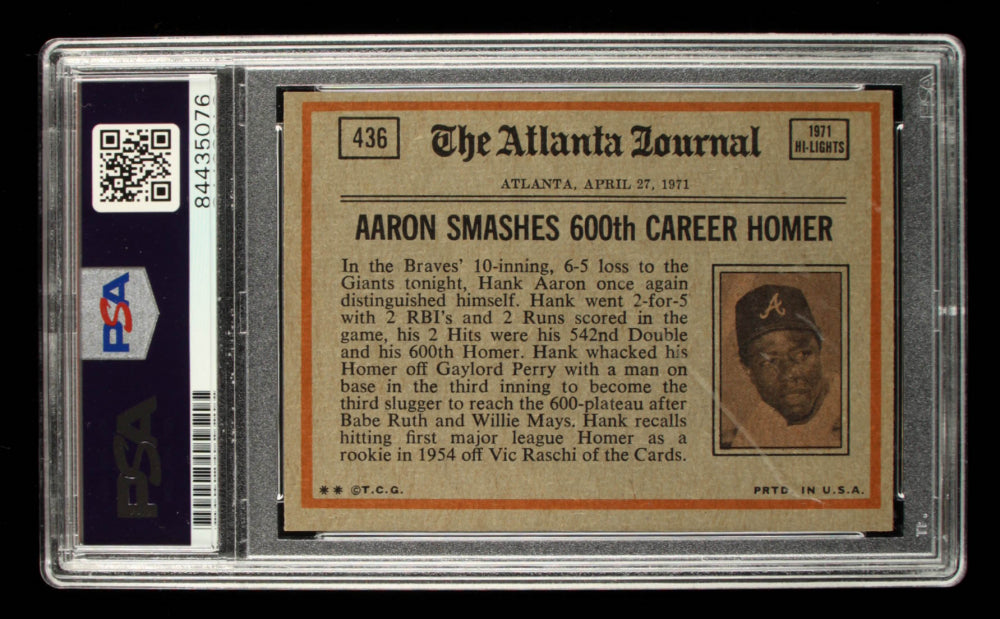 84435076
PSA
PSA
436
The Atlanta Journal
1971
HI-LIGHTS
ATLANTA, APRIL 27, 1971
AARON SMASHES 600th CAREER HOMER
In the Braves' 10-inning, 6-5 loss to the
Giants tonight, Hank Aaron once again
distinguished himself. Hank went 2-for-5
with 2 RBI's and 2 Runs scored in the
game, his 2 Hits were his 542nd Double
and his 600th Homer. Hank whacked his
Homer off Gaylord Perry with a man on
base in the third inning to become the
third slugger to reach the 600-plateau after
Babe Ruth and Willie Mays. Hank recalls
hitting first major league Homer as a
rookie in 1954 off Vic Raschi of the Cards.
A
** ©T.C.G.
PRTD. IN U.S.A.